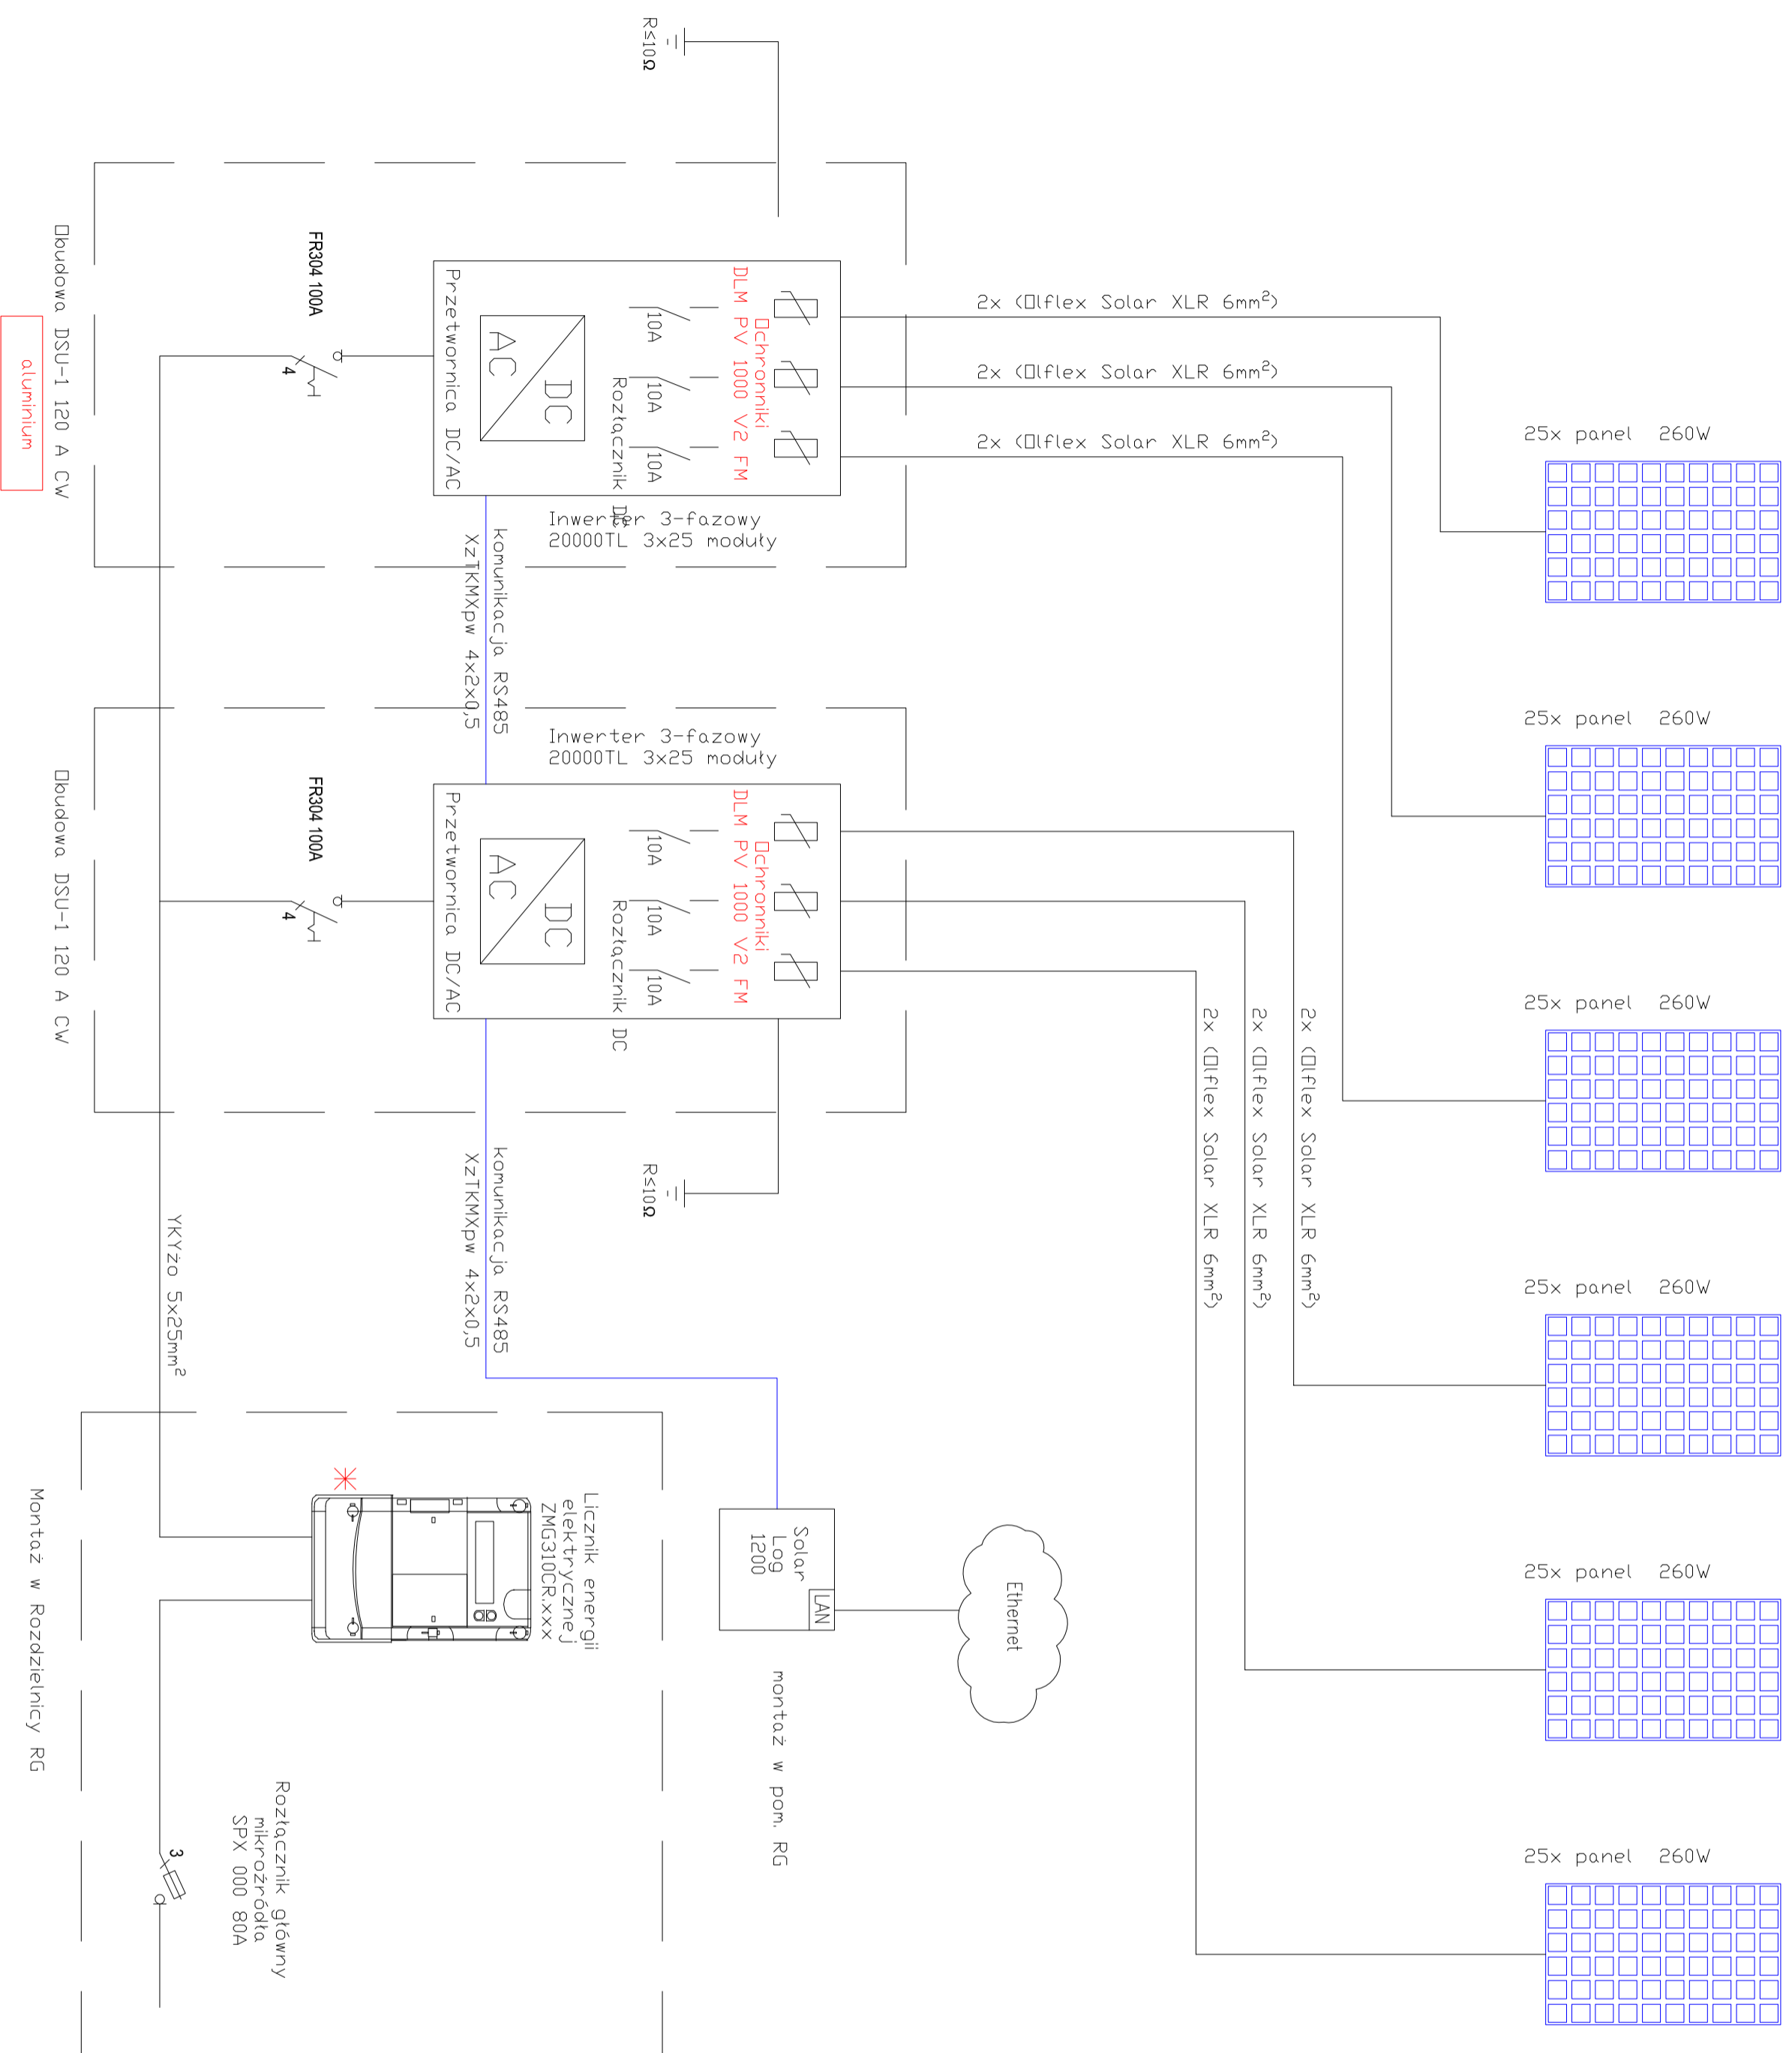 25x panel 260W
25x panel 260W
25x panel 260W
25x panel 260W
25x panel 260W
25x panel 260W
2x (Ölflex Solar XLR 6mm²)
2x (Ölflex Solar XLR 6mm²)
2x (Ölflex Solar XLR 6mm²)
2x (Ölflex Solar XLR 6mm²)
2x (Ölflex Solar XLR 6mm²)
2x (Ölflex Solar XLR 6mm²)
R≤10Ω
Ochronniki
DLM PV 1000 V2 FM
10A
10A
10A
Rozłącznik DC
DC
AC
Przetwornica DC/AC
Inwerter 3-fazowy
20000TL 3x25 moduły
komunikacja RS485
XzTKMXpw 4x2x0,5
FR304 100A
4
Obudowa DSU-1 120 A CW
aluminium
Inwerter 3-fazowy
20000TL 3x25 moduły
Ochronniki
DLM PV 1000 V2 FM
10A
10A
10A
Rozłącznik DC
DC
AC
Przetwornica DC/AC
FR304 100A
4
Obudowa DSU-1 120 A CW
R≤10Ω
komunikacja RS485
XzTKMXpw 4x2x0,5
YKYżo 5x25mm²
Ethernet
LAN
Solar
Log
1200
montaż w pom. RG
Licznik energii
elektrycznej
ZMG310CR.xxx
Rozłącznik główny
mikroźródła
SPX 000 80A
3
Montaż w Rozdzielnicy RG